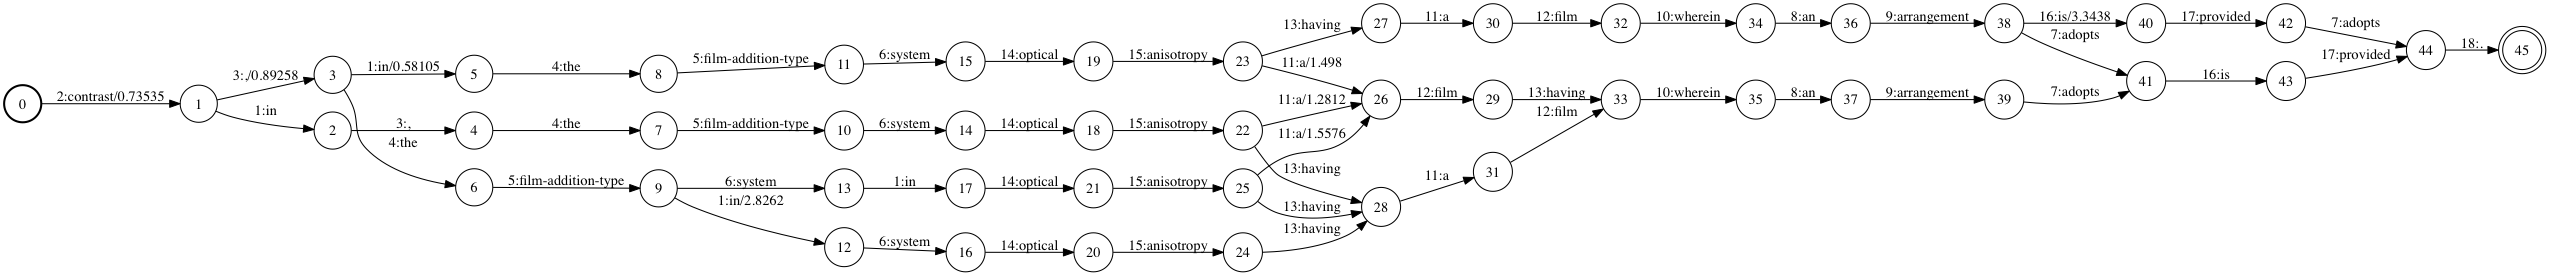 0 2:contrast/0.73535 1 3:,/0.89258 3 1:in/0.58105 5 4:the 8 5:film-addition-type 11 6:system 15 14:optical 19 15:anisotropy 23 13:having 27 11:a 30 12:film 32 10:wherein 34 8:an 36 9:arrangement 38 16:is/3.3438 40 17:provided 42 7:adopts 44 18:. 45
11:a/1.498 7:adopts 41 16:is 43 17:provided
1:in 2 3:, 4 4:the 7 5:film-addition-type 10 6:system 14 14:optical 18 15:anisotropy 22 11:a/1.2812 26 12:film 29 13:having 33 10:wherein 35 8:an 37 9:arrangement 39 7:adopts
4:the 6 5:film-addition-type 9 6:system 13 1:in 17 14:optical 21 15:anisotropy 25 11:a/1.5576 13:having 28 11:a 31 12:film
13:having
1:in/2.8262 12 6:system 16 14:optical 20 15:anisotropy 24 13:having